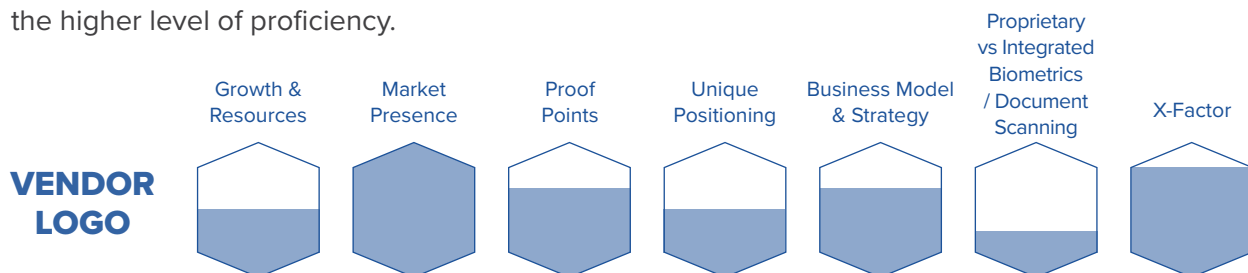 the higher level of proficiency.
Growth &
Resources
Market
Presence
Proof
Points
Unique
Positioning
Business Model
& Strategy
Proprietary
vs Integrated
Biometrics
/ Document
Scanning
X-Factor
VENDOR
LOGO